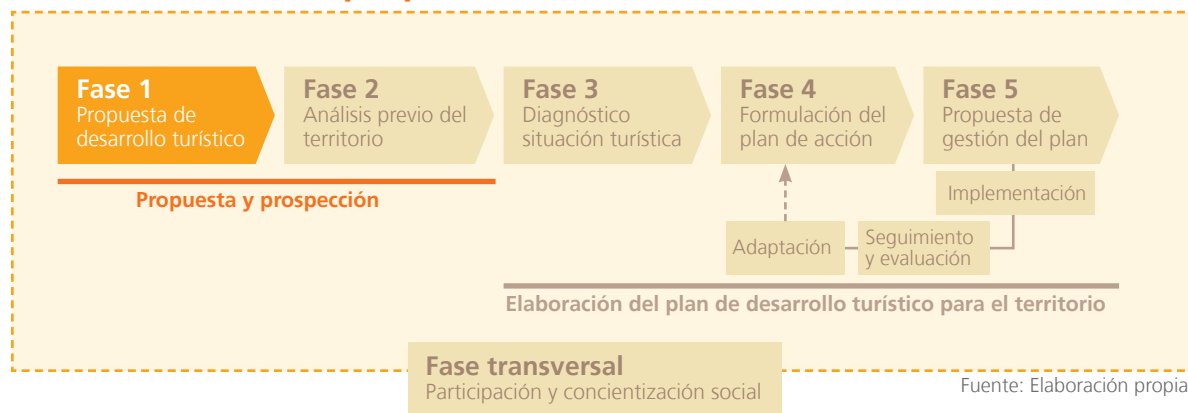 Fase 1
Propuesta de
desarrollo turístico
Fase 2
Análisis previo del
territorio
Fase 3
Diagnóstico
situación turística
Fase 4
Formulación del
plan de acción
Fase 5
Propuesta de
gestión del plan
Propuesta y prospección
Implementación
Adaptación
Seguimiento
y evaluación
Elaboración del plan de desarrollo turístico para el territorio
Fase transversal
Participación y concientización social
Fuente: Elaboración propia